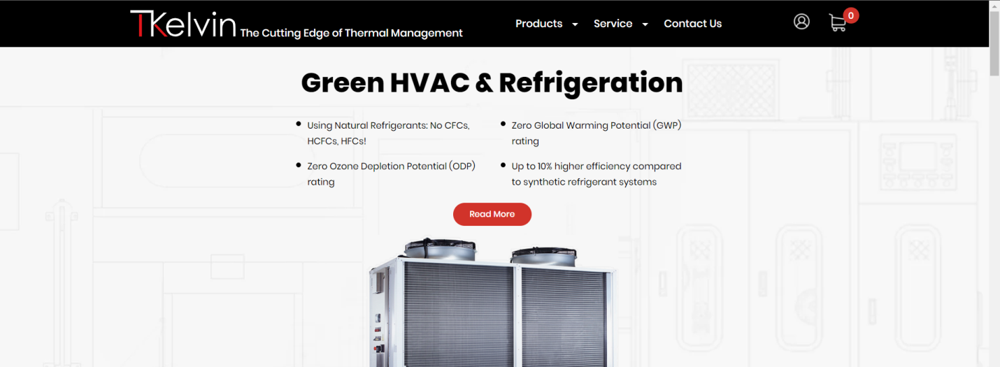 TKelvin The Cutting Edge of Thermal Management
Products
Service
Contact Us
0
Green HVAC & Refrigeration
Using Natural Refrigerants: No CFCs,
HCFCs, HFCs!
Zero Ozone Depletion Potential (ODP)
rating
Zero Global Warming Potential (GWP)
rating
Up to 10% higher efficiency compared
to synthetic refrigerant systems
Read More